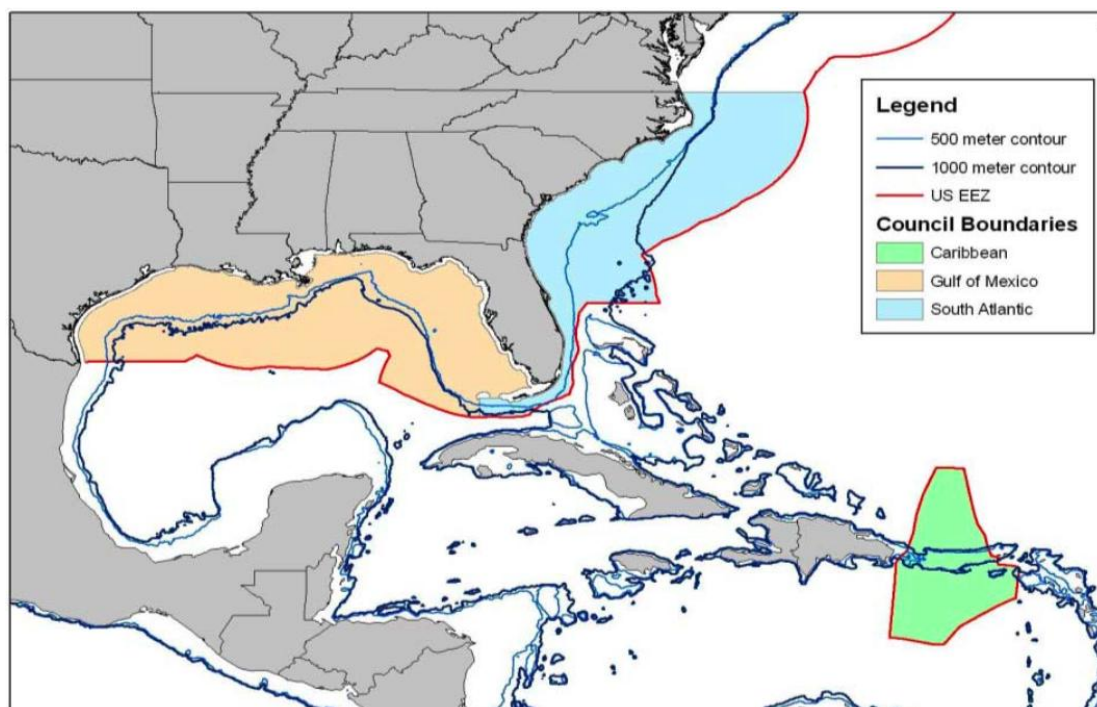 Legend
500 meter contour
1000 meter contour
US EEZ
Council Boundaries
Caribbean
Gulf of Mexico
South Atlantic